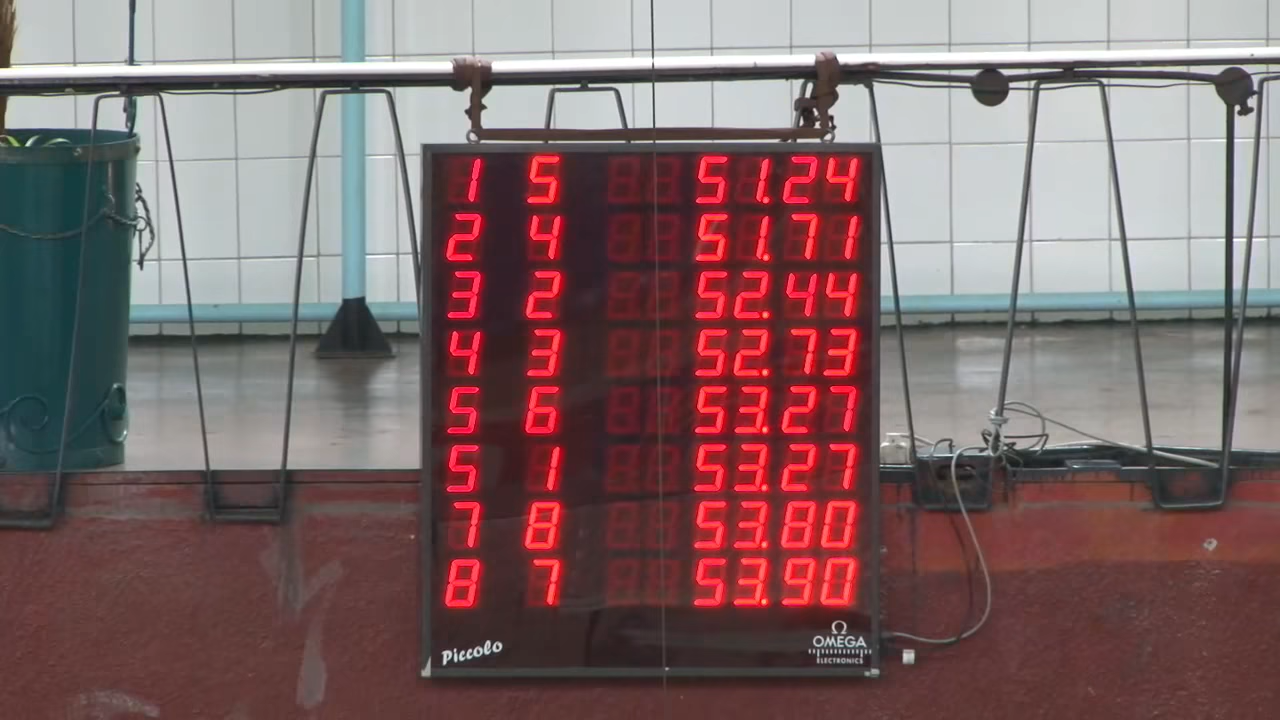 1 5 51.24
2 4 51.71
3 2 52.44
4 3 52.73
5 6 53.27
5 1 53.27
7 8 53.80
8 7 53.90
Piccolo
Ω
OMEGA
ELECTRONICS